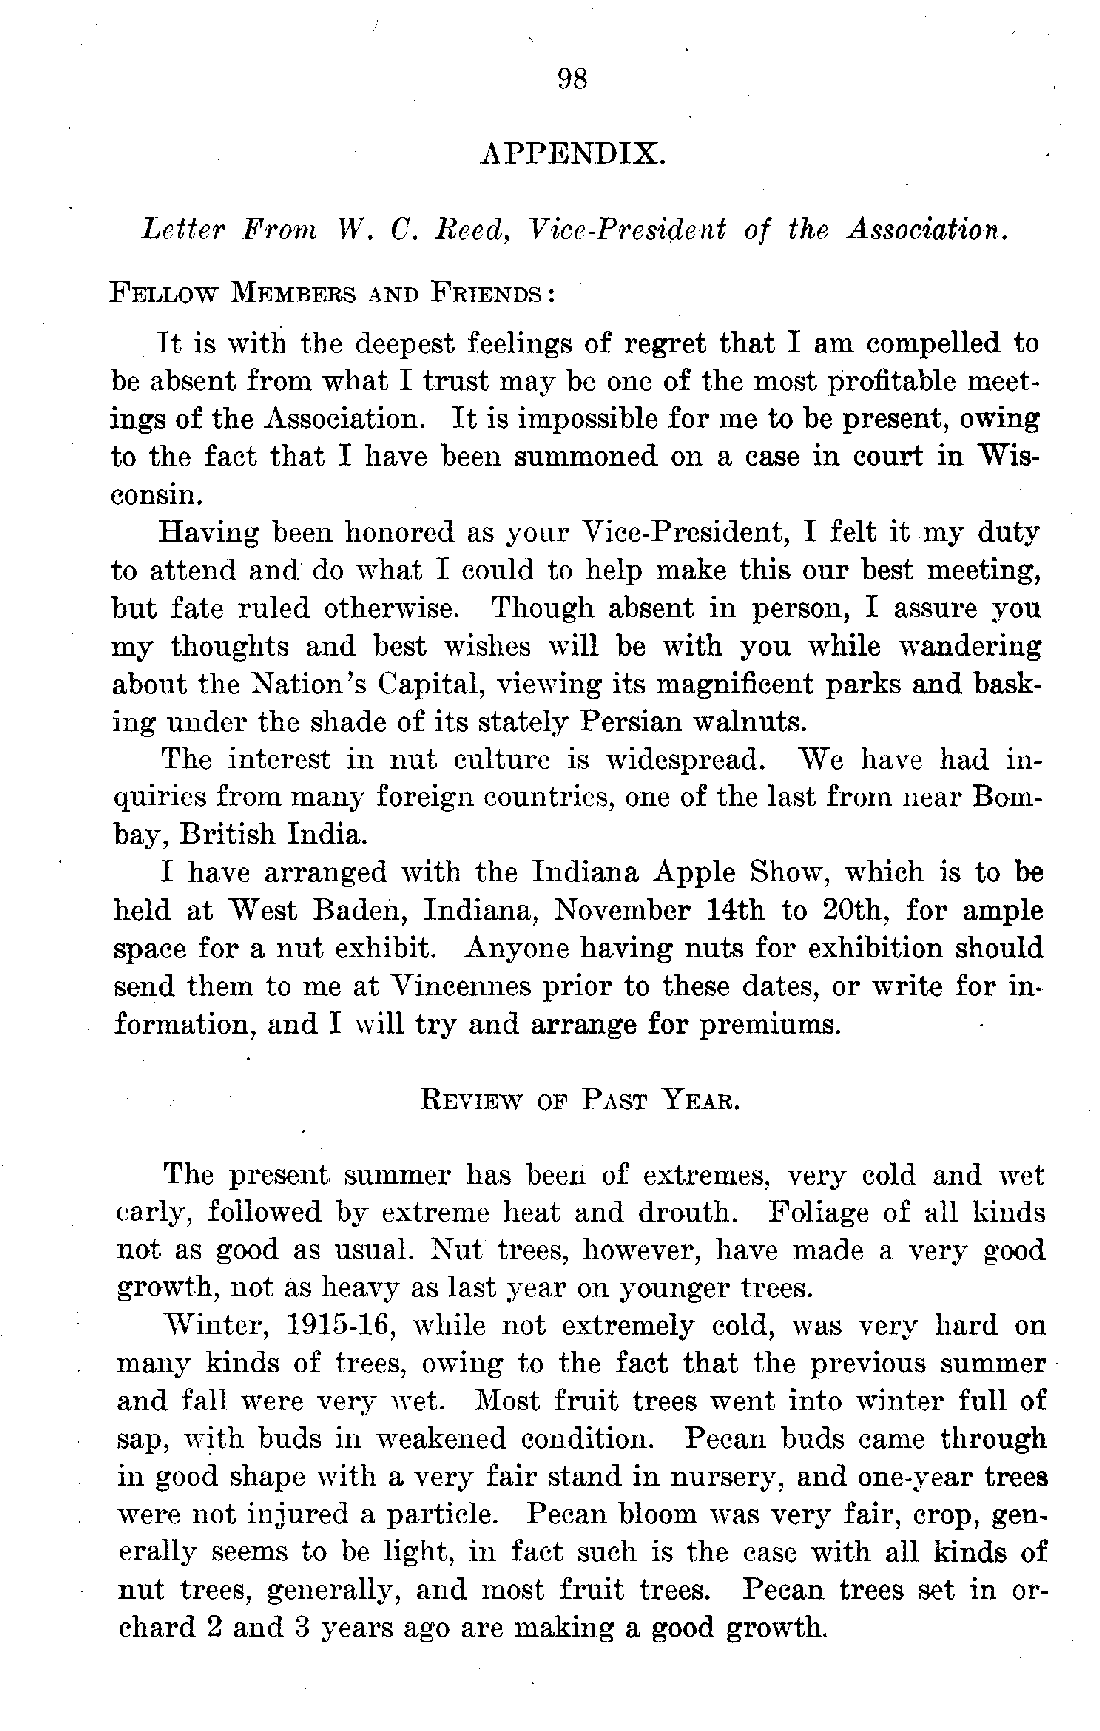 98
APPENDIX.
Letter From W. C. Reed, Vice-President of the Association.
FELLOW MEMBERS AND FRIENDS:
It is with the deepest feelings of regret that I am compelled to
be absent from what I trust may be one of the most profitable meet-
ings of the Association. It is impossible for me to be present, owing
to the fact that I have been summoned on a case in court in Wis-
consin.
Having been honored as your Vice-President, I felt it my duty
to attend and do what I could to help make this our best meeting,
but fate ruled otherwise. Though absent in person, I assure you
my thoughts and best wishes will be with you while wandering
about the Nation's Capital, viewing its magnificent parks and bask-
ing under the shade of its stately Persian walnuts.
The interest in nut culture is widespread. We have had in-
quiries from many foreign countries, one of the last from near Bom-
bay, British India.
I have arranged with the Indiana Apple Show, which is to be
held at West Baden, Indiana, November 14th to 20th, for ample
space for a nut exhibit. Anyone having nuts for exhibition should
send them to me at Vincennes prior to these dates, or write for in-
formation, and I will try and arrange for premiums.
REVIEW OF PAST YEAR.
The present summer has been of extremes, very cold and wet
early, followed by extreme heat and drouth. Foliage of all kinds
not as good as usual. Nut trees, however, have made a very good
growth, not as heavy as last year on younger trees.
Winter, 1915-16, while not extremely cold, was very hard on
many kinds of trees, owing to the fact that the previous summer
and fall were very wet. Most fruit trees went into winter full of
sap, with buds in weakened condition. Pecan buds came through
in good shape with a very fair stand in nursery, and one-year trees
were not injured a particle. Pecan bloom was very fair, crop, gen-
erally seems to be light, in fact such is the case with all kinds of
nut trees, generally, and most fruit trees. Pecan trees set in or-
chard 2 and 3 years ago are making a good growth.